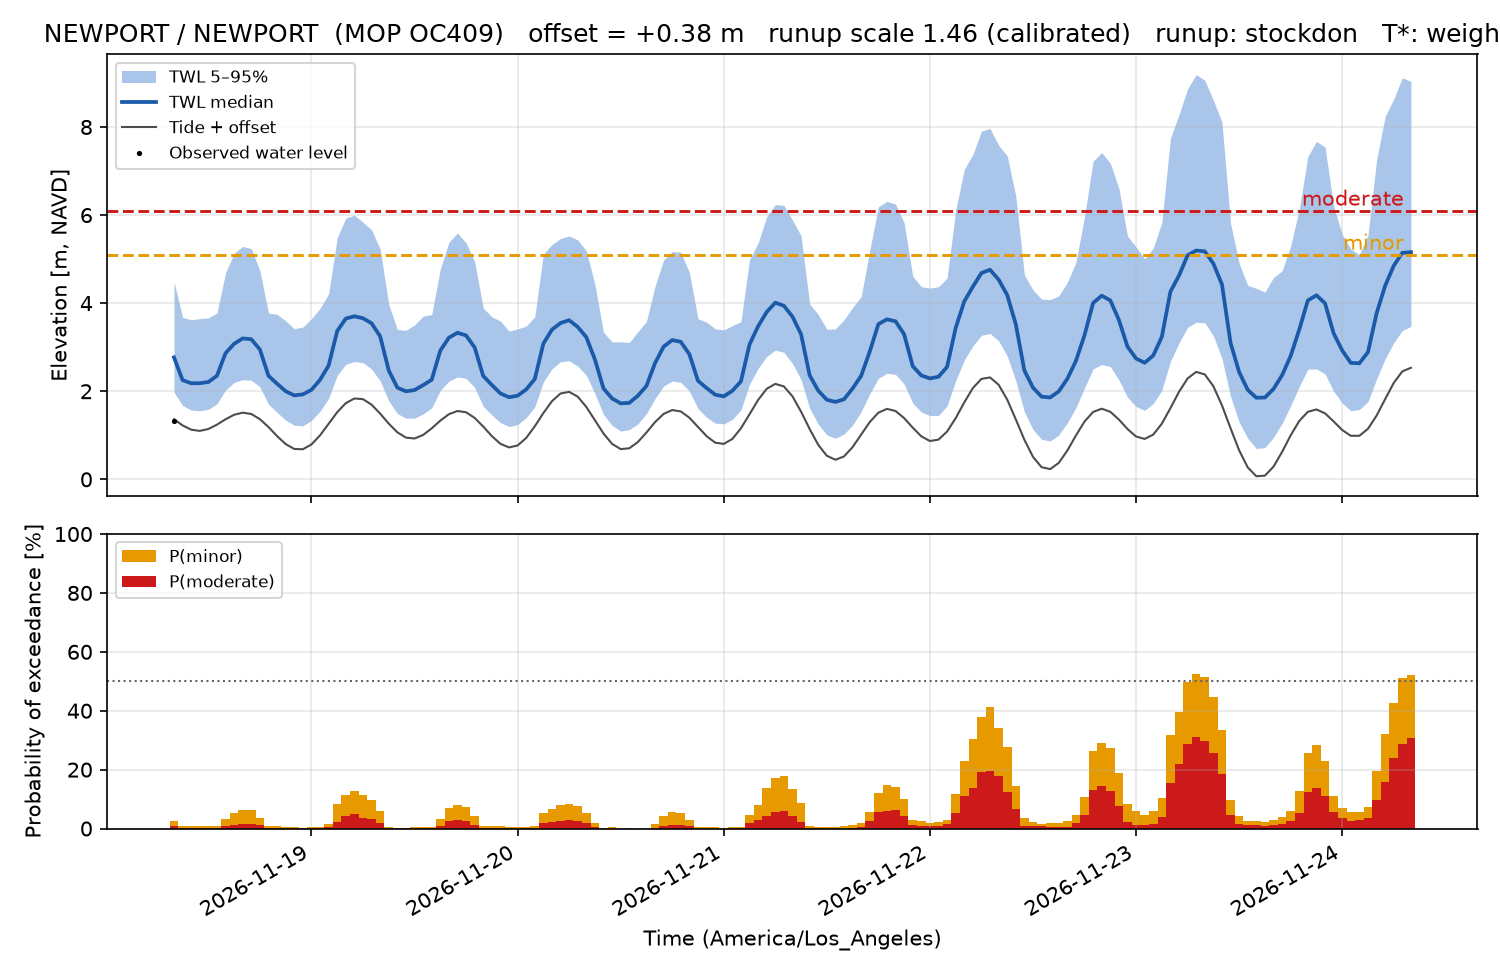 NEWPORT / NEWPORT (MOP OC409) offset = +0.38 m runup scale 1.46 (calibrated) runup: stockdon T*: weigh
TWL 5–95%
TWL median
Tide + offset
Observed water level
Elevation [m, NAVD]
8
6
4
2
0
moderate
minor
P(minor)
P(moderate)
Probability of exceedance [%]
100
80
60
40
20
0
2026-11-19
2026-11-20
2026-11-21
2026-11-22
2026-11-23
2026-11-24
Time (America/Los_Angeles)